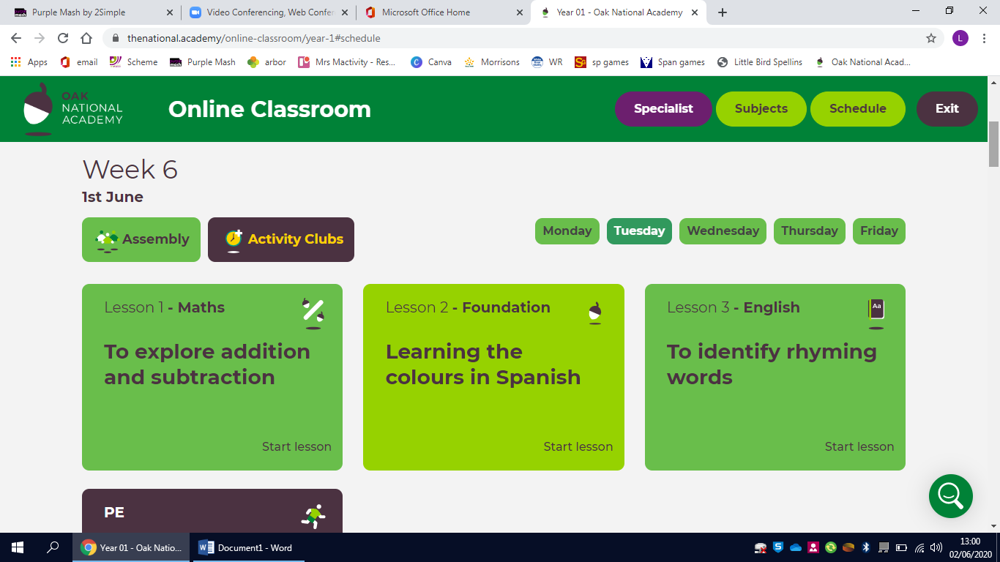 Purple Mash by 2Simple
Video Conferencing, Web Confer
Microsoft Office Home
Year 01 - Oak National Academy
thenational.academy/online-classroom/year-1#schedule
L
Apps
email
Scheme
Purple Mash
arbor
Mrs Mactivity - Res...
Canva
Morrisons
WR
sp games
Span games
Little Bird Spellins
Oak National Acad...
OAK
NATIONAL
ACADEMY
Online Classroom
Specialist
Subjects
Schedule
Exit
Week 6
1st June
Assembly
Activity Clubs
Monday
Tuesday
Wednesday
Thursday
Friday
Lesson 1 - Maths
To explore addition
and subtraction
Start lesson
Lesson 2 - Foundation
Learning the
colours in Spanish
Start lesson
Lesson 3 - English
Aa
To identify rhyming
words
Start lesson
PE
Year 01 - Oak Natio...
Document1 - Word
13:00
02/06/2020